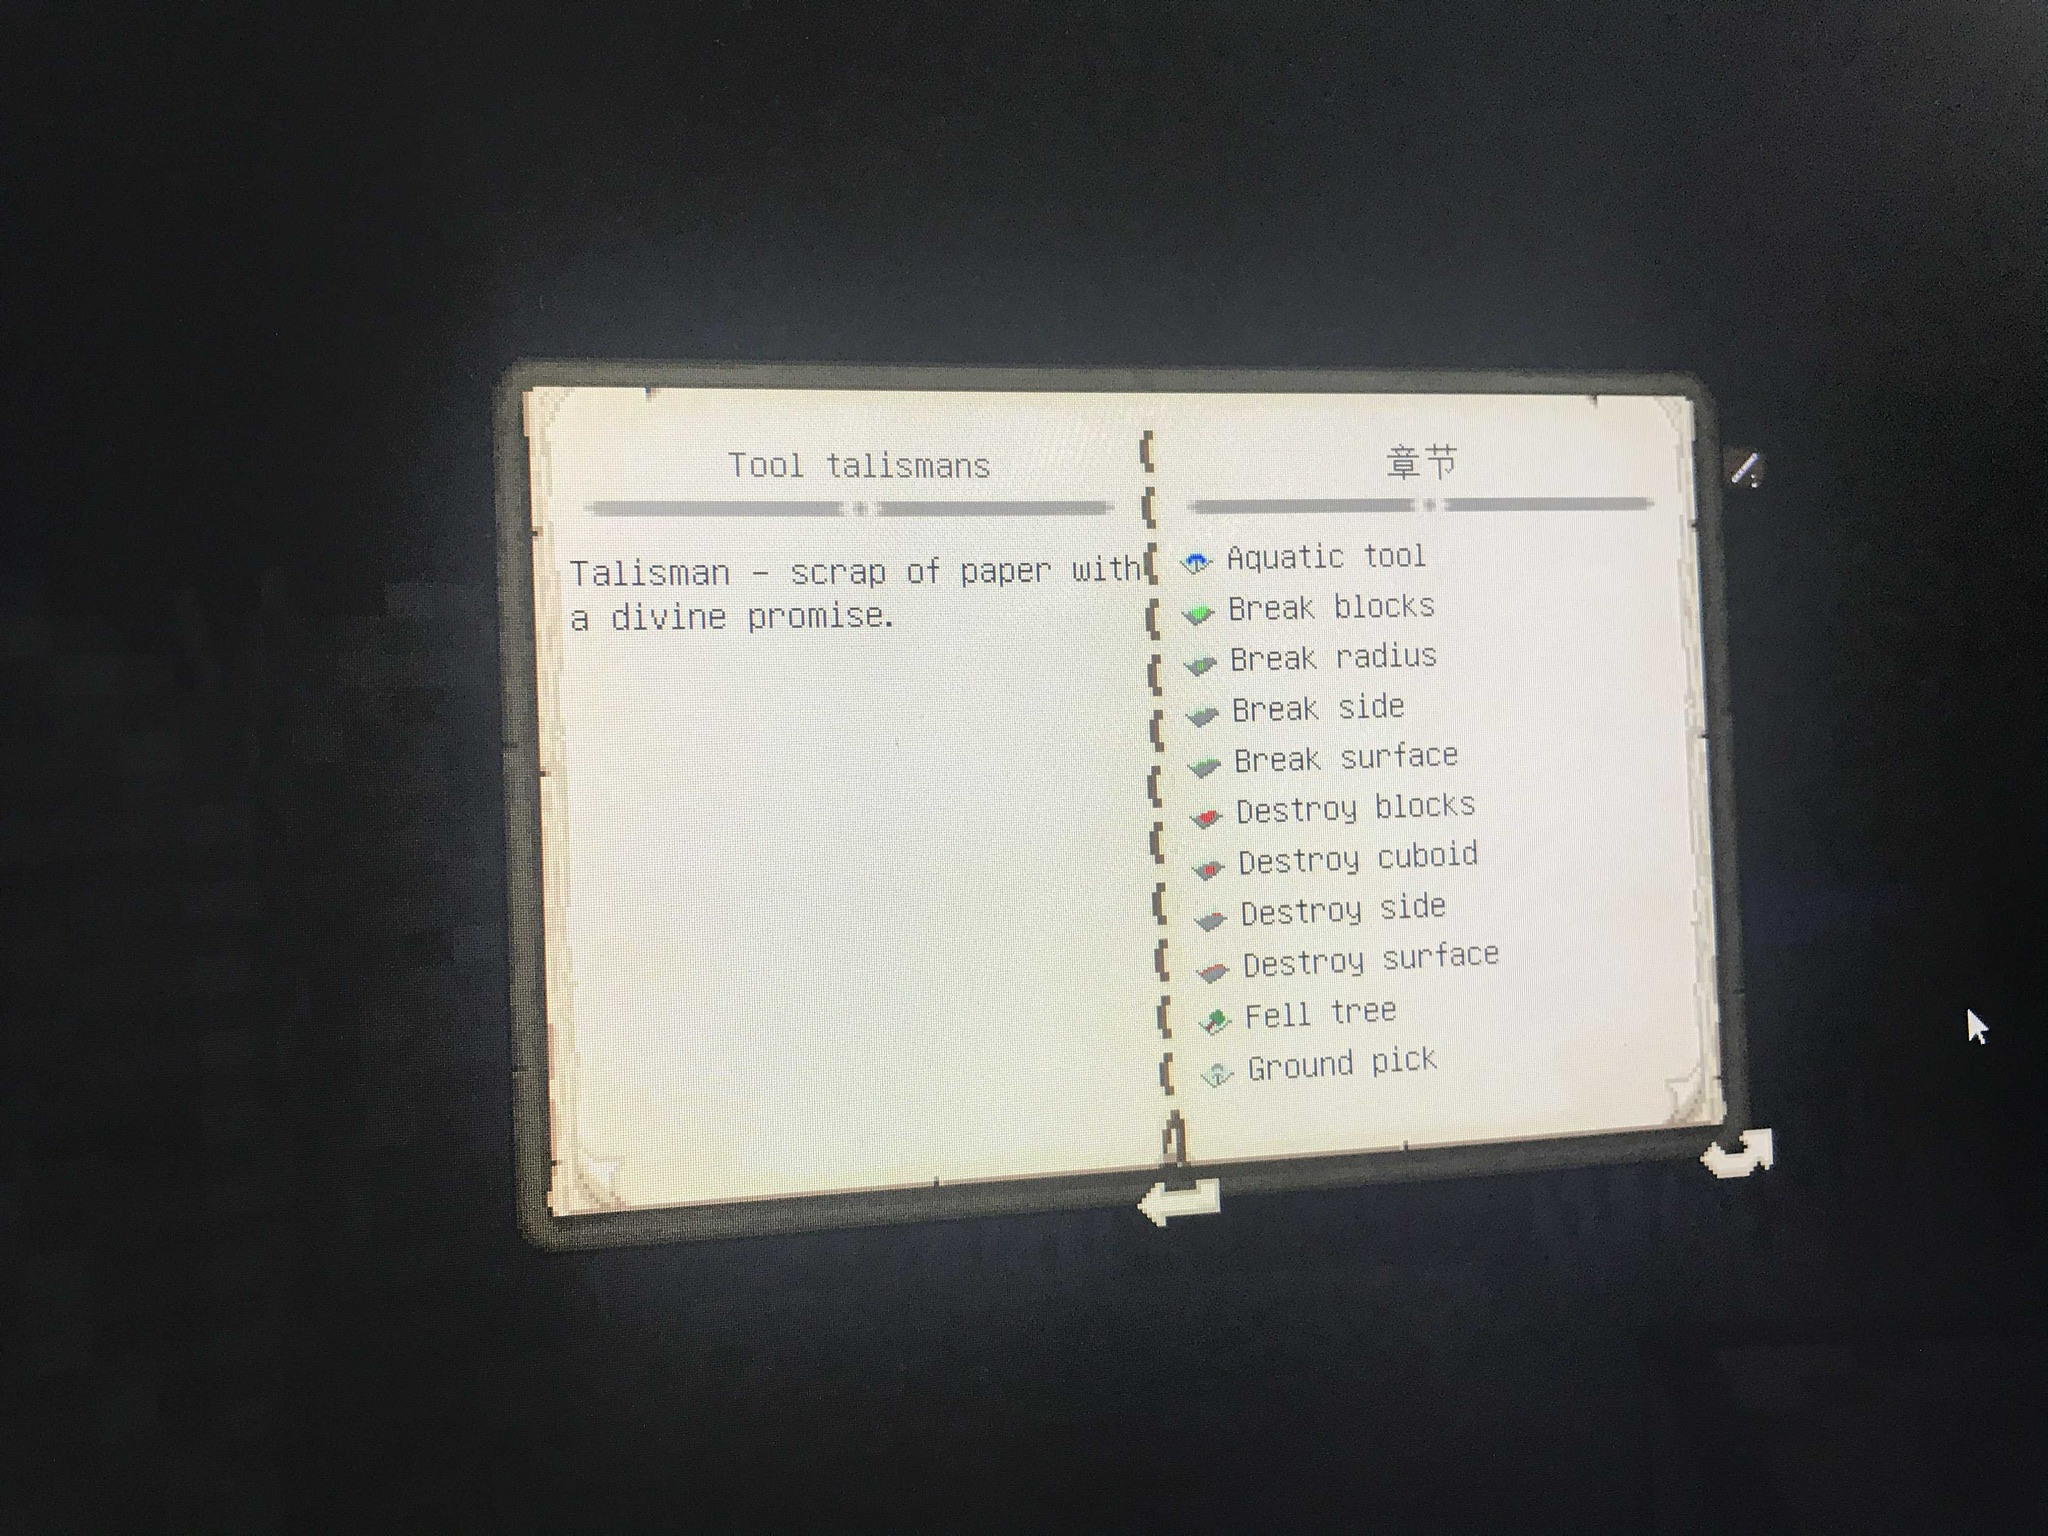 Tool talismans
Talisman – scrap of paper with
a divine promise.
章节
Aquatic tool
Break blocks
Break radius
Break side
Break surface
Destroy blocks
Destroy cuboid
Destroy side
Destroy surface
Fell tree
Ground pick